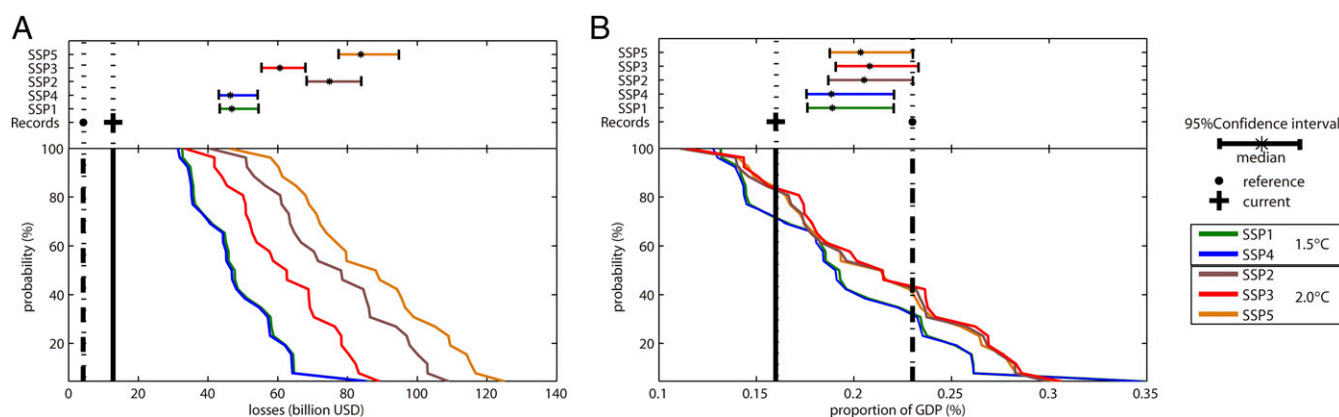 A
SSP5
SSP3
SSP2
SSP4
SSP1
Records
100
80
60
40
20
probability (%)
0 20 40 60 80 100 120 140
losses (billion USD)
B
SSP5
SSP3
SSP2
SSP4
SSP1
Records
100
80
60
40
20
probability (%)
0.1 0.15 0.2 0.25 0.3 0.35
proportion of GDP (%)
95%Confidence interval
median
reference
current
SSP1 1.5°C
SSP4
SSP2
SSP3 2.0°C
SSP5